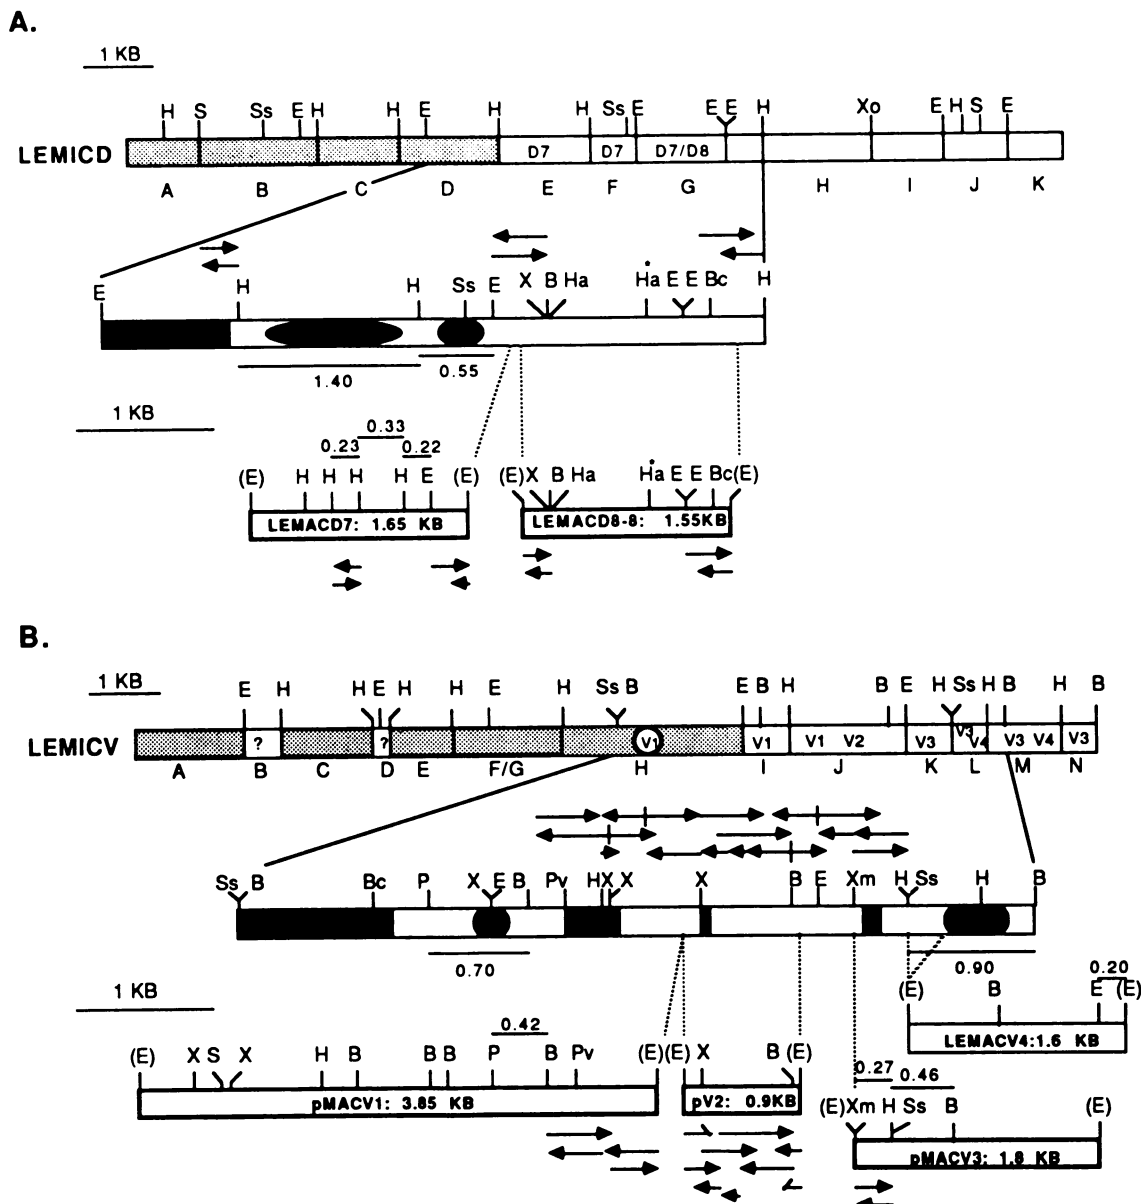 A.
1 KB
H S Ss E H H E H H Ss E E E H Xo E H S E
LEMICD D7 D7 D7/D8
A B C D E F G H I J K
E H H Ss E X B Ha Ha* E E Bc H
1.40 0.55
1 KB
0.23 0.33 0.22
(E) H H H H E (E) (E) X B Ha Ha* E E Bc (E)
LEMACD7: 1.65 KB LEMACD8-8: 1.55KB
B.
1 KB
E H H E H H E H Ss B E B H B E H Ss H B H B
LEMICV ? ? V1 V1 V1 V2 V3 V3 V4 V3 V4 V3
A B C D E F/G H I J K L M N
Ss B Bc P X E B Pv H X X X B E Xm H Ss H B
0.70 0.90
1 KB
(E) B E (E) 0.20
LEMACV4:1.6 KB
0.42
(E) X S X H B B B P B Pv (E) (E) X B (E)
0.27 0.46
pMACV1: 3.85 KB pV2: 0.9KB
(E) Xm H Ss B (E)
pMACV3: 1.8 KB